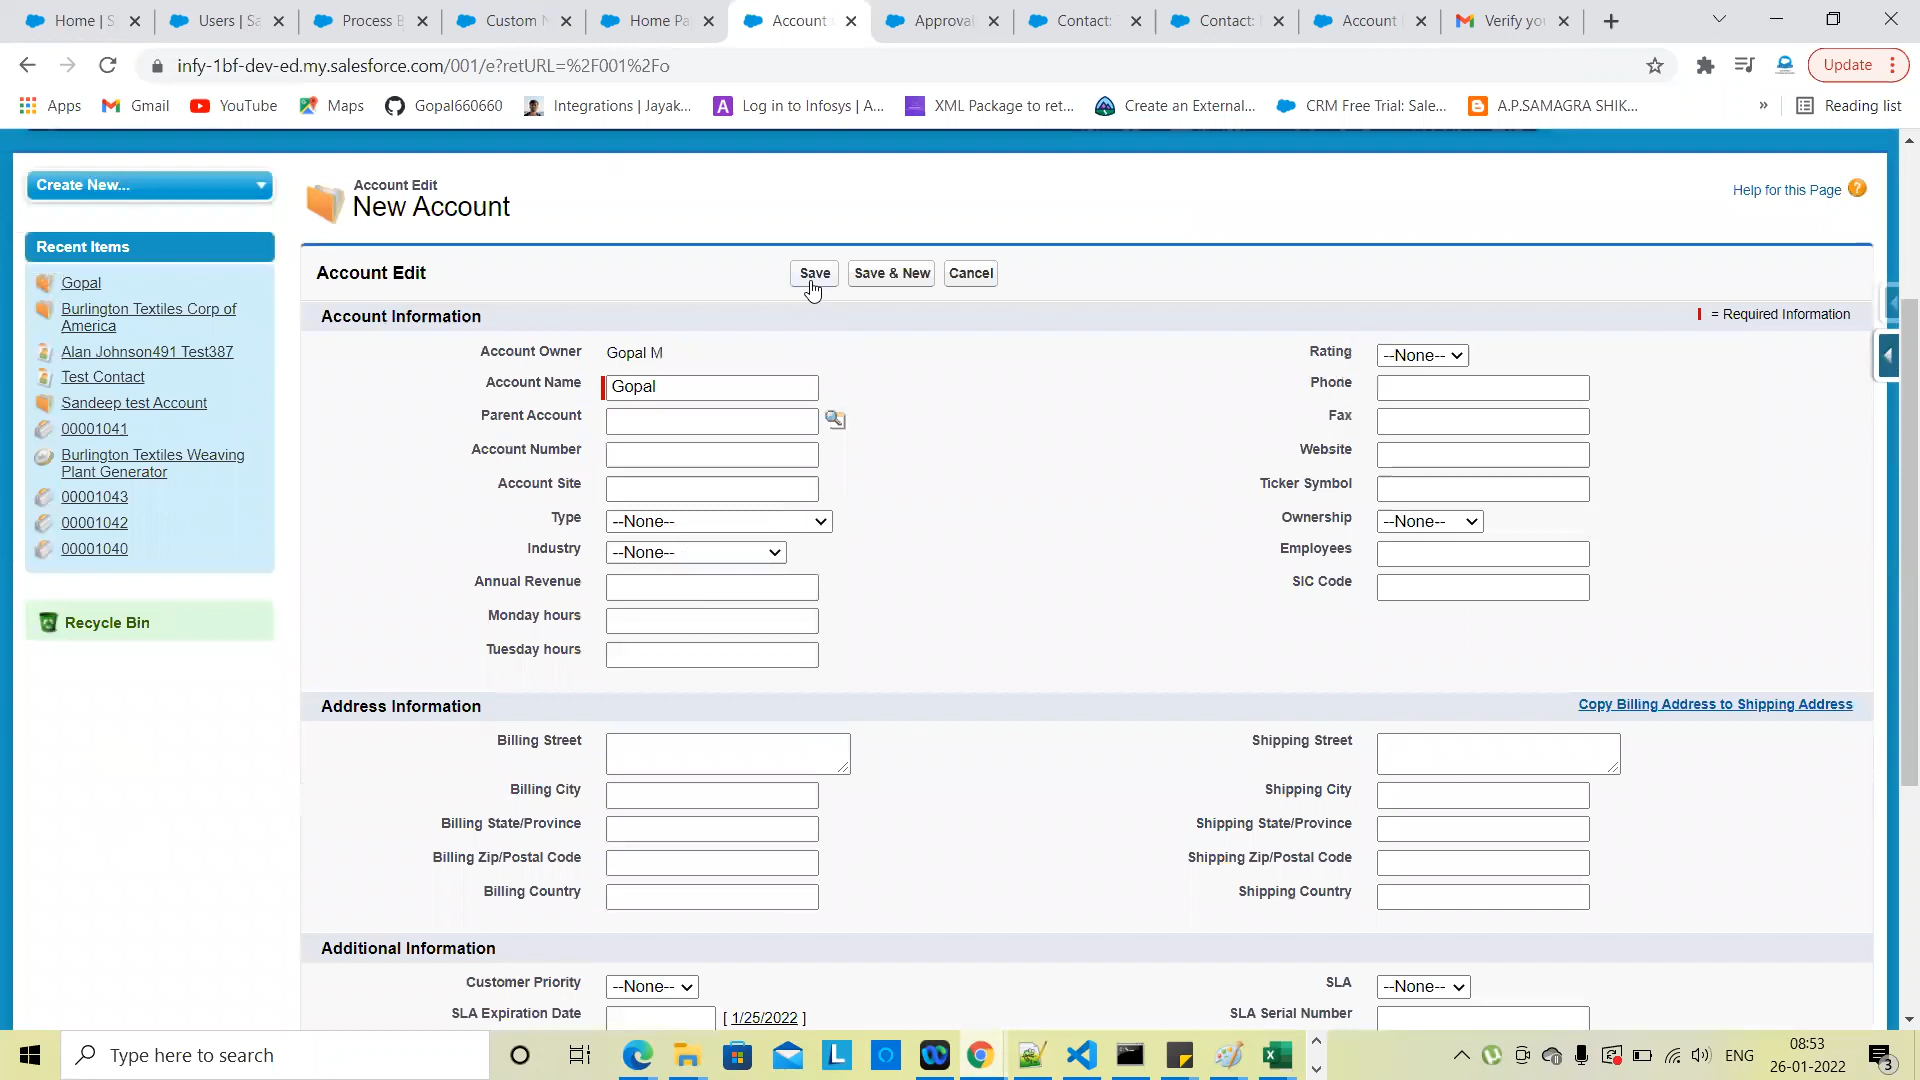 Home | S
Users | Sa
Process B
Custom N
Home Pa
Account
Approval
Contact:
Contact:
Account
Verify yo
infy-1bf-dev-ed.my.salesforce.com/001/e?retURL=%2F001%2Fo
Update
Apps
Gmail
YouTube
Maps
Gopal660060
Integrations | Jayak...
Log in to Infosys | A...
XML Package to ret...
Create an External...
CRM Free Trial: Sale...
A.P.SAMAGRA SHIK...
»
Reading list
Create New...
Account Edit
New Account
Help for this Page
Recent Items
Gopal
Burlington Textiles Corp of
America
Alan Johnson491 Test387
Test Contact
Sandeep test Account
00001041
Burlington Textiles Weaving
Plant Generator
00001043
00001042
00001040
Recycle Bin
Account Edit
Save
Save & New
Cancel
Account Information
= Required Information
Account Owner Gopal M
Rating --None--
Account Name Gopal
Phone
Parent Account
Fax
Account Number
Website
Account Site
Ticker Symbol
Type --None--
Ownership --None--
Industry --None--
Employees
Annual Revenue
SIC Code
Monday hours
Tuesday hours
Address Information
Copy Billing Address to Shipping Address
Billing Street
Shipping Street
Billing City
Shipping City
Billing State/Province
Shipping State/Province
Billing Zip/Postal Code
Shipping Zip/Postal Code
Billing Country
Shipping Country
Additional Information
Customer Priority --None--
SLA --None--
SLA Expiration Date [ 1/25/2022 ]
SLA Serial Number
Type here to search
ENG
08:53
26-01-2022
3